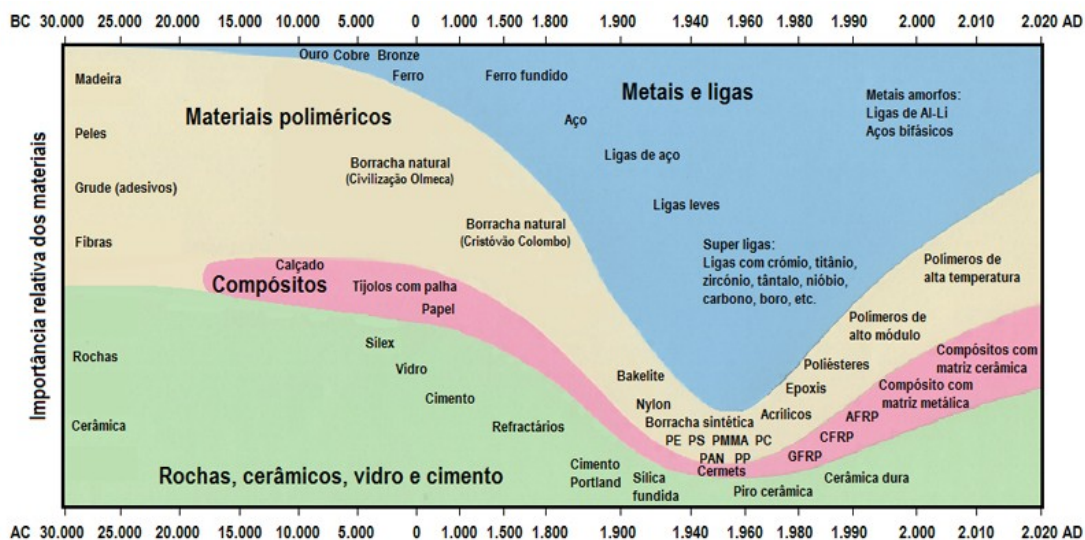 BC 30.000 25.000 20.000 15.000 10.000 5.000 0 1.000 1.500 1.800 1.900 1.940 1.960 1.980 1.990 2.000 2.010 2.020 AD
Importância relativa dos materiais
Ouro Cobre Bronze
Ferro
Ferro fundido
Metais e ligas
Metais amorfos:
Ligas de Al-Li
Aços bifásicos
Aço
Ligas de aço
Ligas leves
Super ligas:
Ligas com crómio, titânio,
zircónio, tântalo, nióbio,
carbono, boro, etc.
Madeira
Materiais poliméricos
Peles
Borracha natural
(Civilização Olmeca)
Grude (adesivos)
Borracha natural
(Cristóvão Colombo)
Fibras
Polímeros de
alta temperatura
Polímeros de
alto módulo
Poliésteres
Bakelite
Epoxis
Nylon
Acrilicos
Borracha sintética
PE PS PMMA PC
PAN PP
Calçado
Compósitos
Tijolos com palha
Papel
Compósitos com
matriz cerâmica
Compósito com
matriz metálica
AFRP
CFRP
GFRP
Cermets
Silex
Rochas
Vidro
Cimento
Cerâmica
Refractários
Rochas, cerâmicos, vidro e cimento
Cimento
Portland
Sílica
fundida
Piro cerâmica
Cerâmica dura
AC 30.000 25.000 20.000 15.000 10.000 5.000 0 1.000 1.500 1.800 1.900 1.940 1.960 1.980 1.990 2.000 2.010 2.020 AD